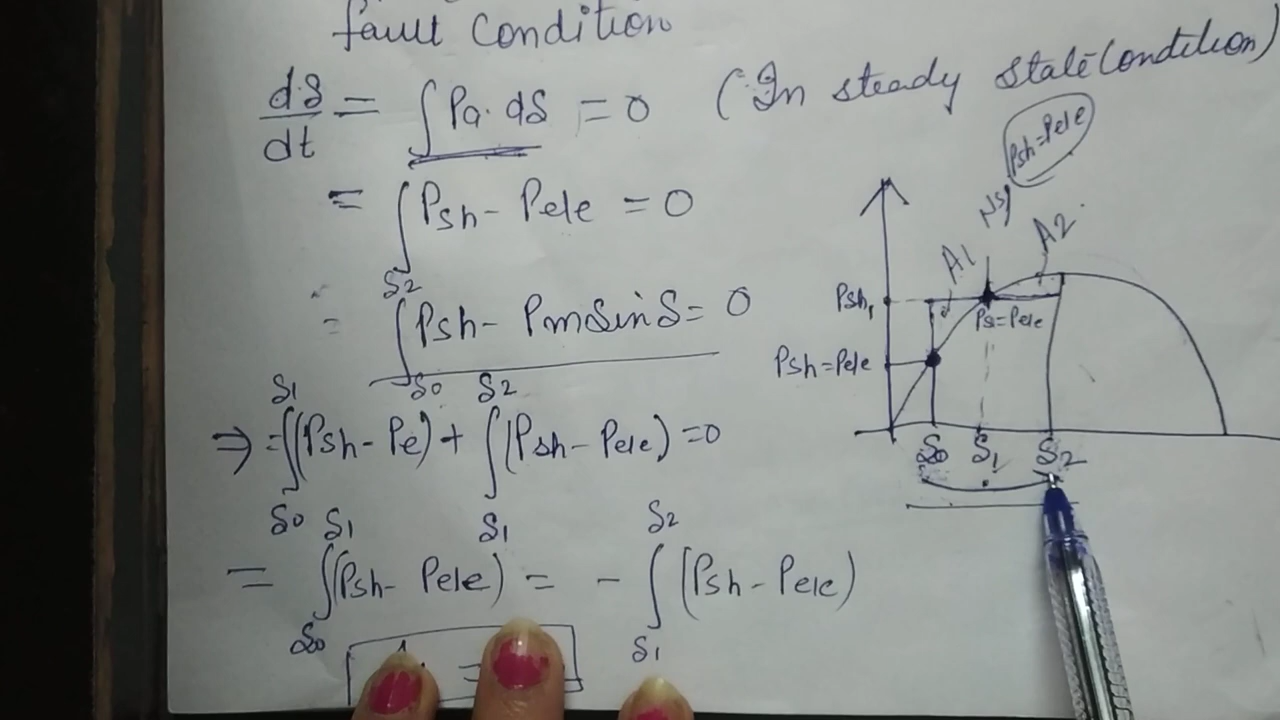 fault Condition
dδ/dt = ∫ Pa. dδ = 0 (In steady state Condition)
= ∫ Psh - Pele = 0
= ∫ δ2 δ0 Psh - Pm Sin δ = 0
⇒ = ∫ δ1 δ0 (Psh - Pe) + ∫ δ2 δ1 (Psh - Pele) = 0
= ∫ δ1 δ0 (Psh - Pele) = - ∫ δ2 δ1 (Psh - Pele)
Psh = Pele
Ns
A1
A2
Psh1
Ps = Pele
Psh = Pele
δ0 δ1 δ2